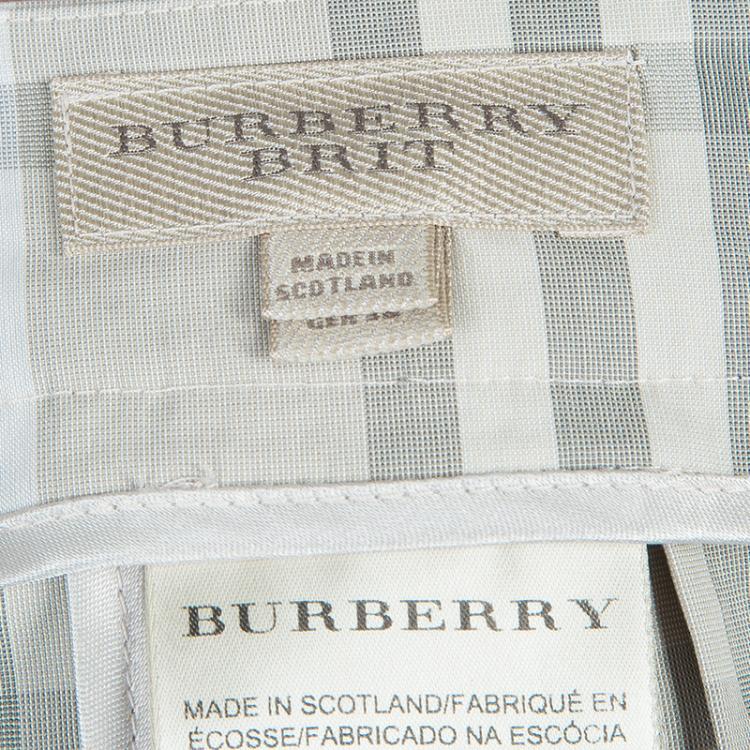 BURBERRY
BRIT
MADE IN
SCOTLAND
BURBERRY
MADE IN SCOTLAND/FABRIQUÉ EN
ÉCOSSE/FABRICADO NA ESCÓCIA